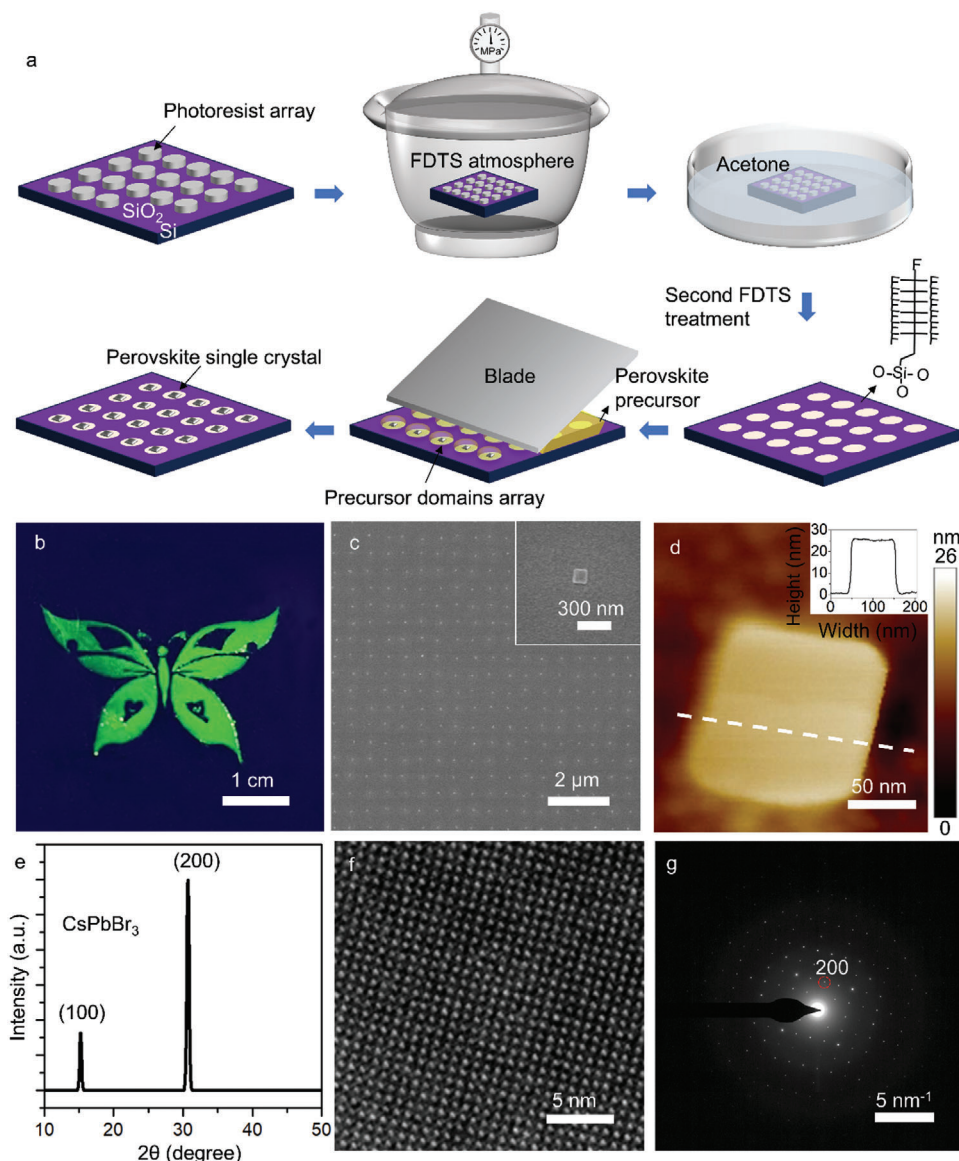 a
MPa
Photoresist array
SiO2
Si
FDTS atmosphere
Acetone
Second FDTS
treatment
F
F F
F F
F F
F F
F F
F F
F F
F F
O-Si-O
O
Perovskite single crystal
Blade
Perovskite
precursor
Precursor domains array
b
1 cm
c
300 nm
2 µm
d
30
20
10
0
Height (nm)
0 100 200
Width (nm)
nm
26
0
50 nm
e
Intensity (a.u.)
CsPbBr3
(100)
(200)
10 20 30 40 50
2θ (degree)
f
5 nm
g
200
5 nm-1